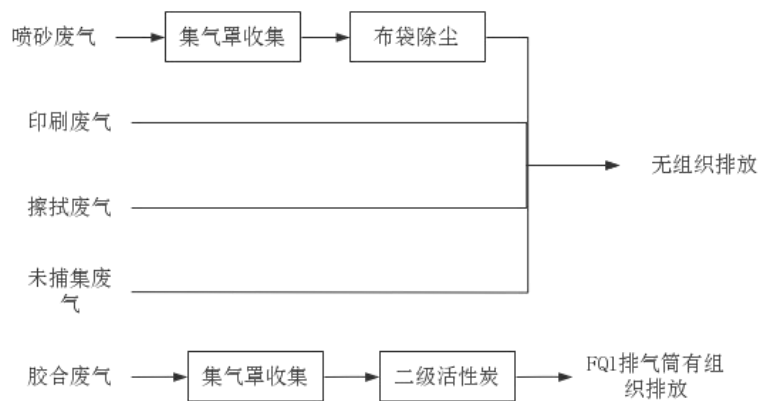 喷砂废气
集气罩收集
布袋除尘
印刷废气
无组织排放
擦拭废气
未捕集废
气
胶合废气
集气罩收集
二级活性炭
FQ1排气筒有组
织排放